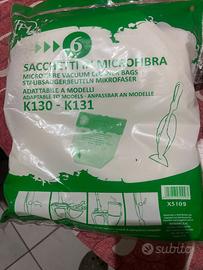 6
SACCHETTI IN MICROFIBRA
MICROFIBRE VACUUM CLEANER BAGS
STAUBSAUGERBEUTELN MIKROFASER
ADATTABILE A MODELLI
ADAPTABLE TO MODELS - ANPASSBAR AN MODELLE
K130 - K131
X5109
subito